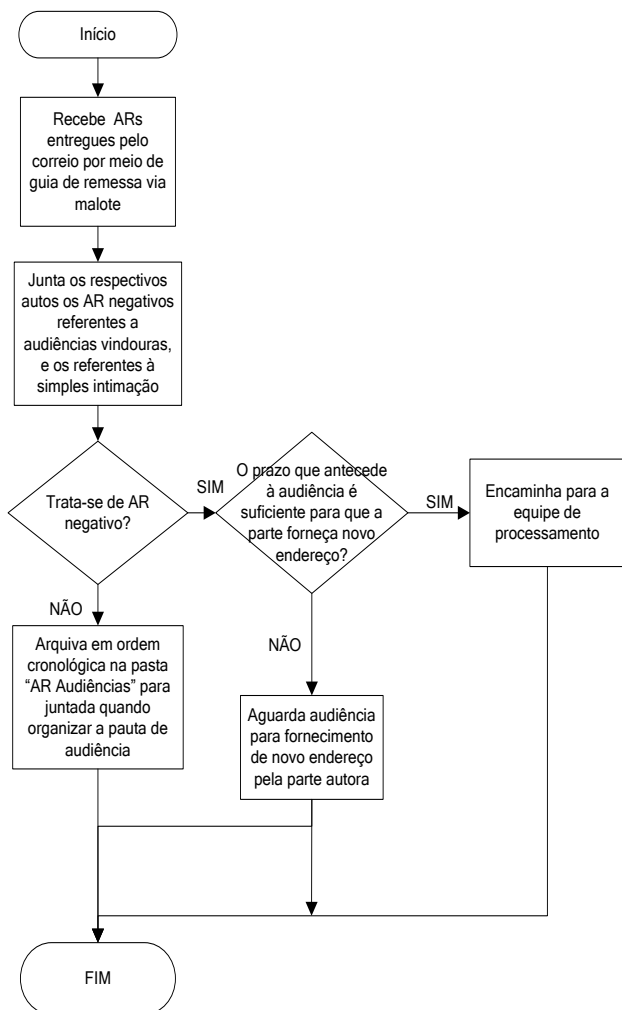 Início
Recebe ARs
entregues pelo
correio por meio de
guia de remessa via
malote
Junta os respectivos
autos os AR negativos
referentes a
audiências vindouras,
e os referentes à
simples intimação
Trata-se de AR
negativo?
SIM
O prazo que antecede
à audiência é
suficiente para que a
parte forneça novo
endereço?
SIM
Encaminha para a
equipe de
processamento
NÃO
Arquiva em ordem
cronológica na pasta
“AR Audiências” para
juntada quando
organizar a pauta de
audiência
NÃO
Aguarda audiência
para fornecimento
de novo endereço
pela parte autora
FIM